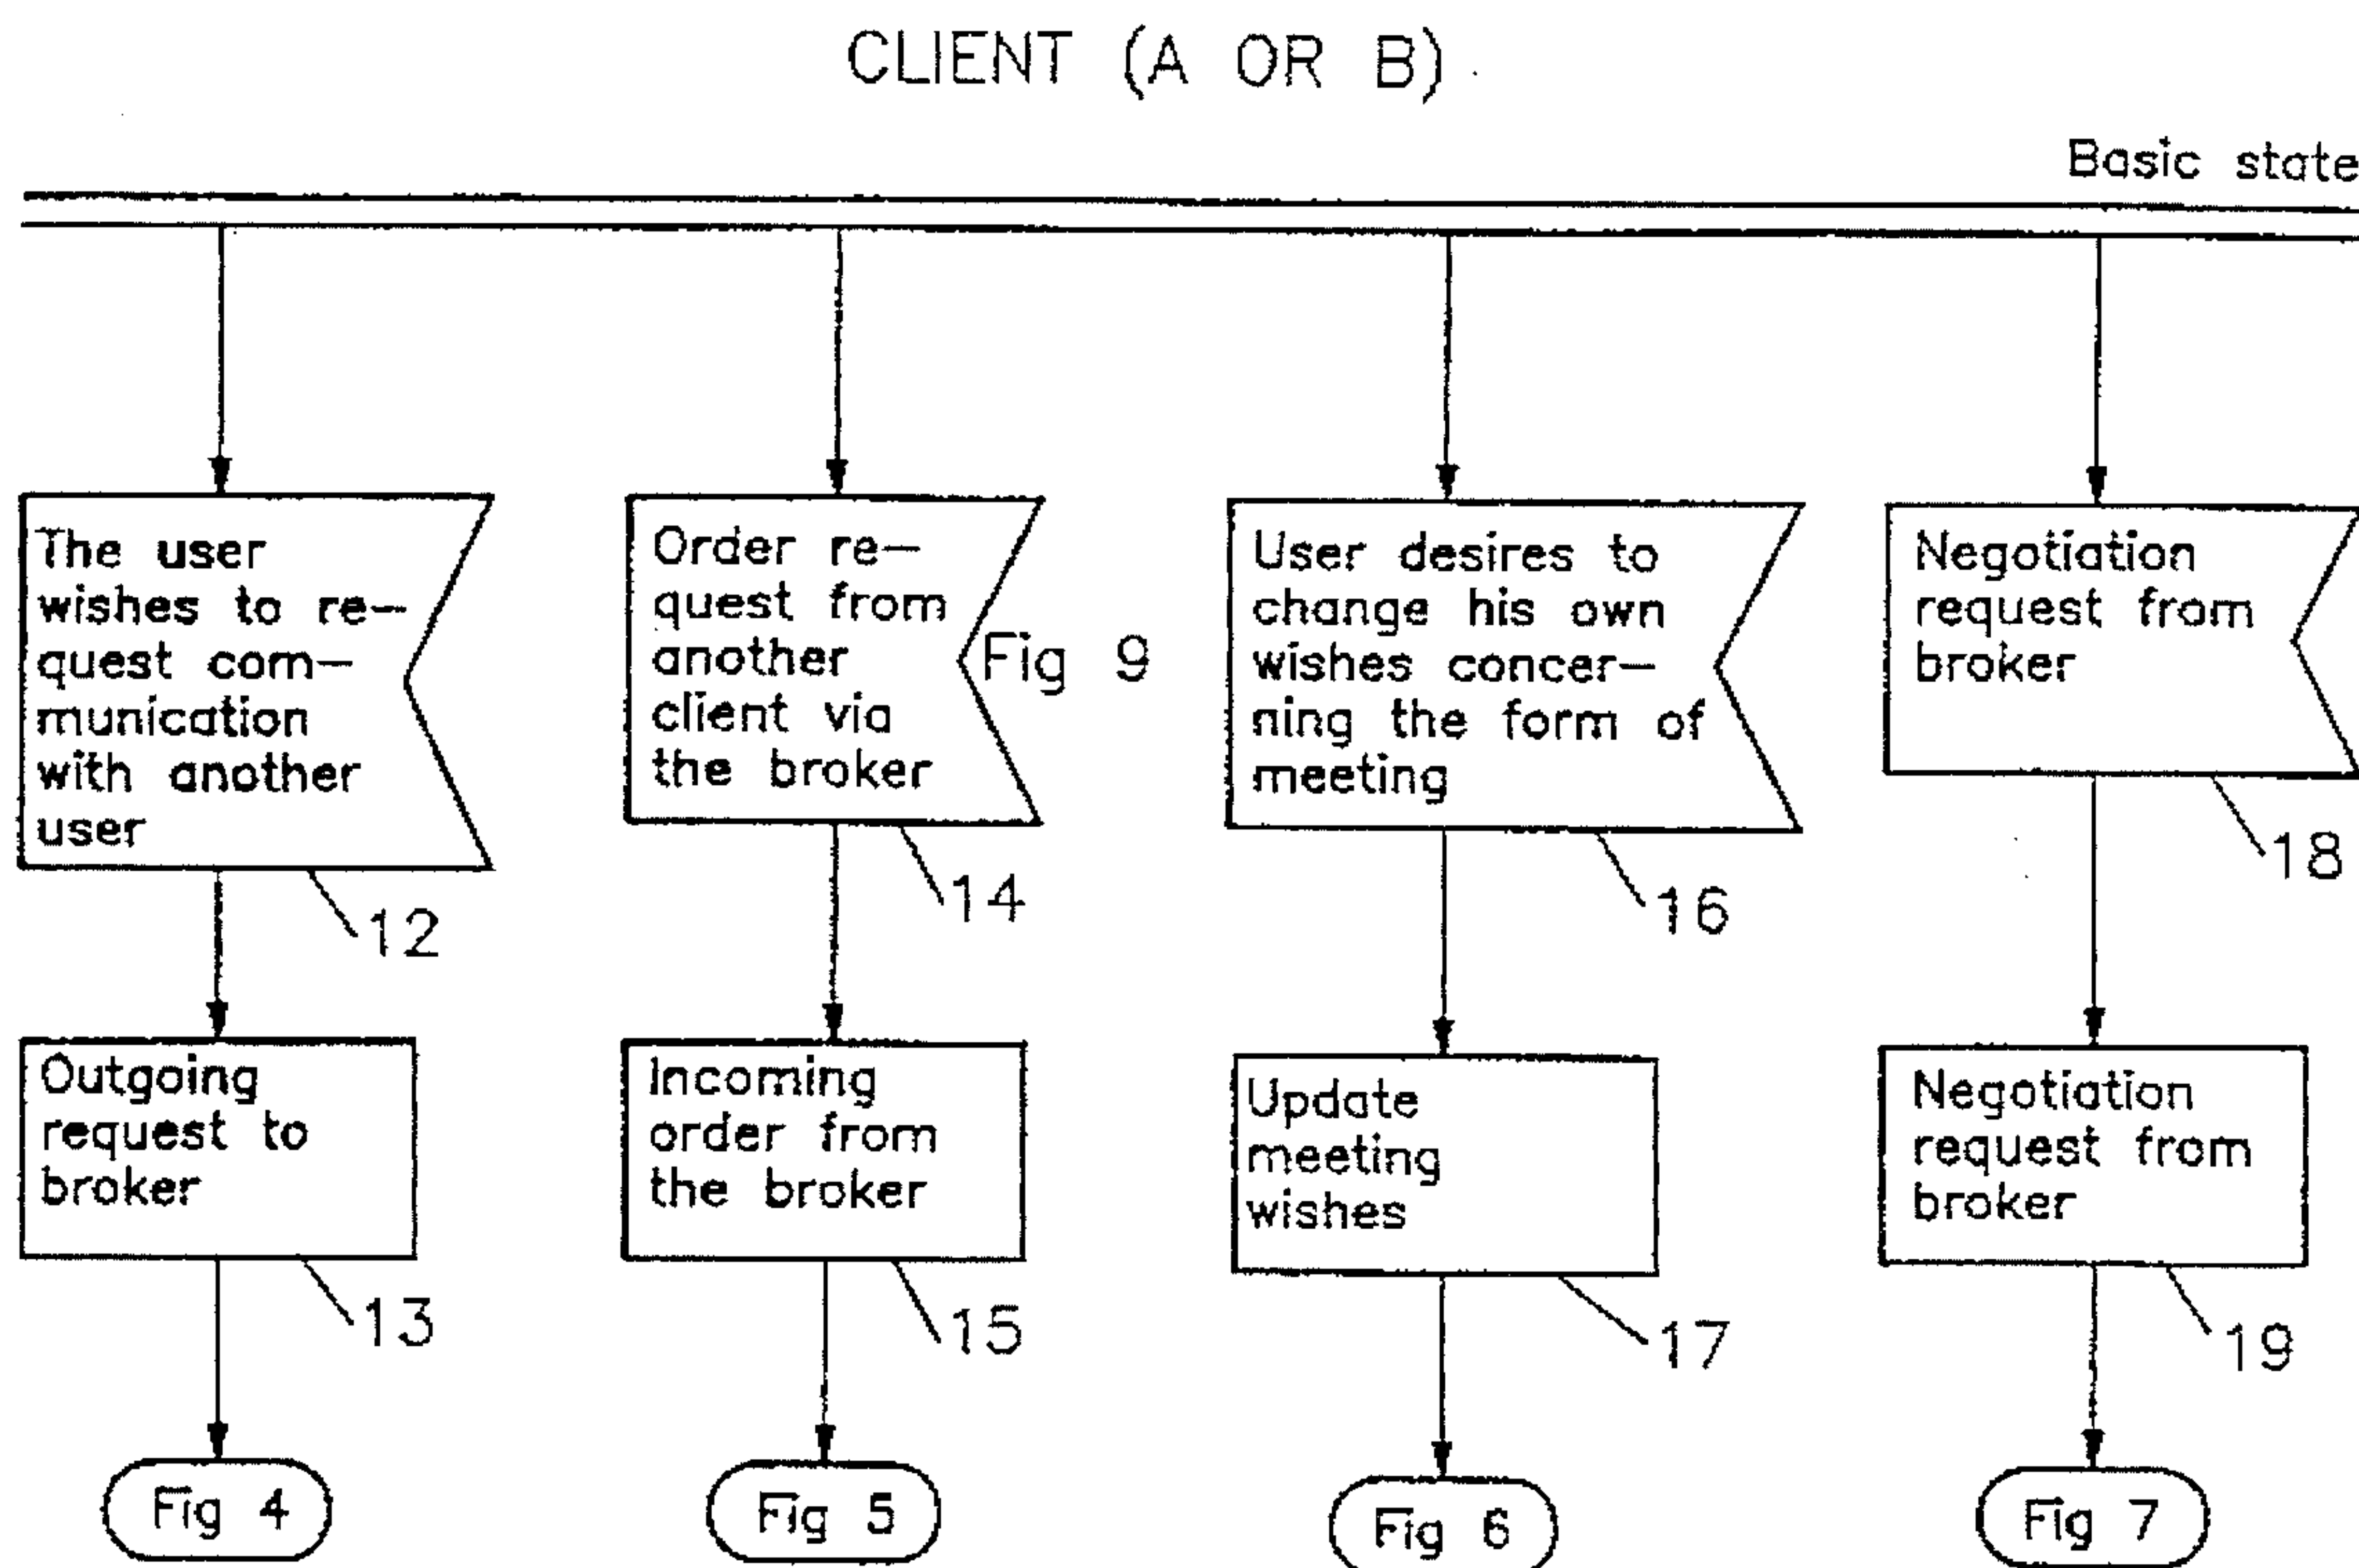 CLIENT (A OR B)
Basic state
The user
wishes to re-
quest com-
munication
with another
user
12
Outgoing
request to
broker
13
Fig 4
Order re-
quest from
another
client via
the broker
Fig 9
14
Incoming
order from
the broker
15
Fig 5
User desires to
change his own
wishes concer-
ning the form of
meeting
16
Update
meeting
wishes
17
Fig 6
Negotiation
request from
broker
18
Negotiation
request from
broker
19
Fig 7